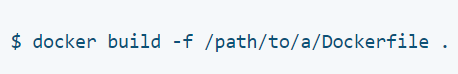 $ docker build -f /path/to/a/Dockerfile .